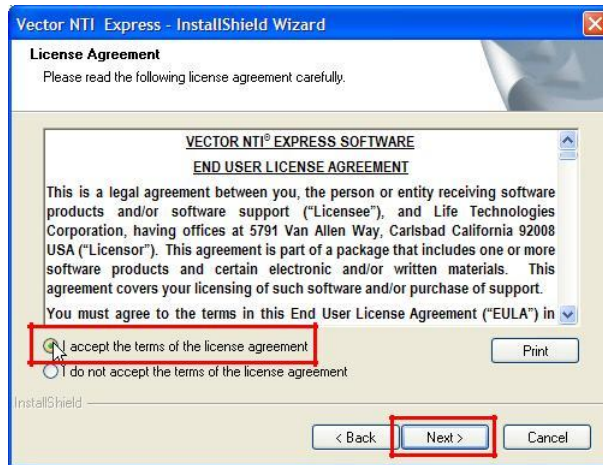 Vector NTI Express - InstallShield Wizard
License Agreement
Please read the following license agreement carefully.
VECTOR NTI® EXPRESS SOFTWARE
END USER LICENSE AGREEMENT
This is a legal agreement between you, the person or entity receiving software
products and/or software support ("Licensee"), and Life Technologies
Corporation, having offices at 5791 Van Allen Way, Carlsbad California 92008
USA ("Licensor"). This agreement is part of a package that includes one or more
software products and certain electronic and/or written materials. This
agreement covers your licensing of such software and/or purchase of support.
You must agree to the terms in this End User License Agreement ("EULA") in
I accept the terms of the license agreement
Print
I do not accept the terms of the license agreement
InstallShield
< Back
Next >
Cancel